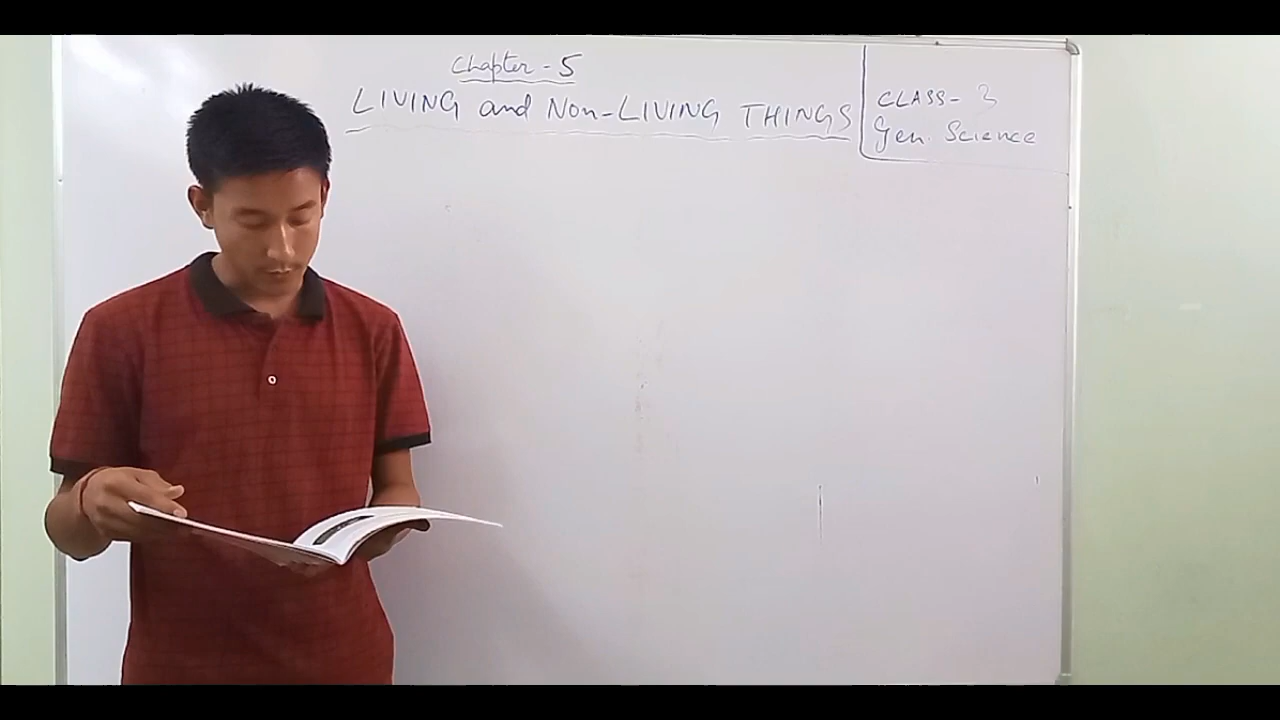 Chapter - 5
LIVING and Non-LIVING THINGS
CLASS- 3
Gen. Science